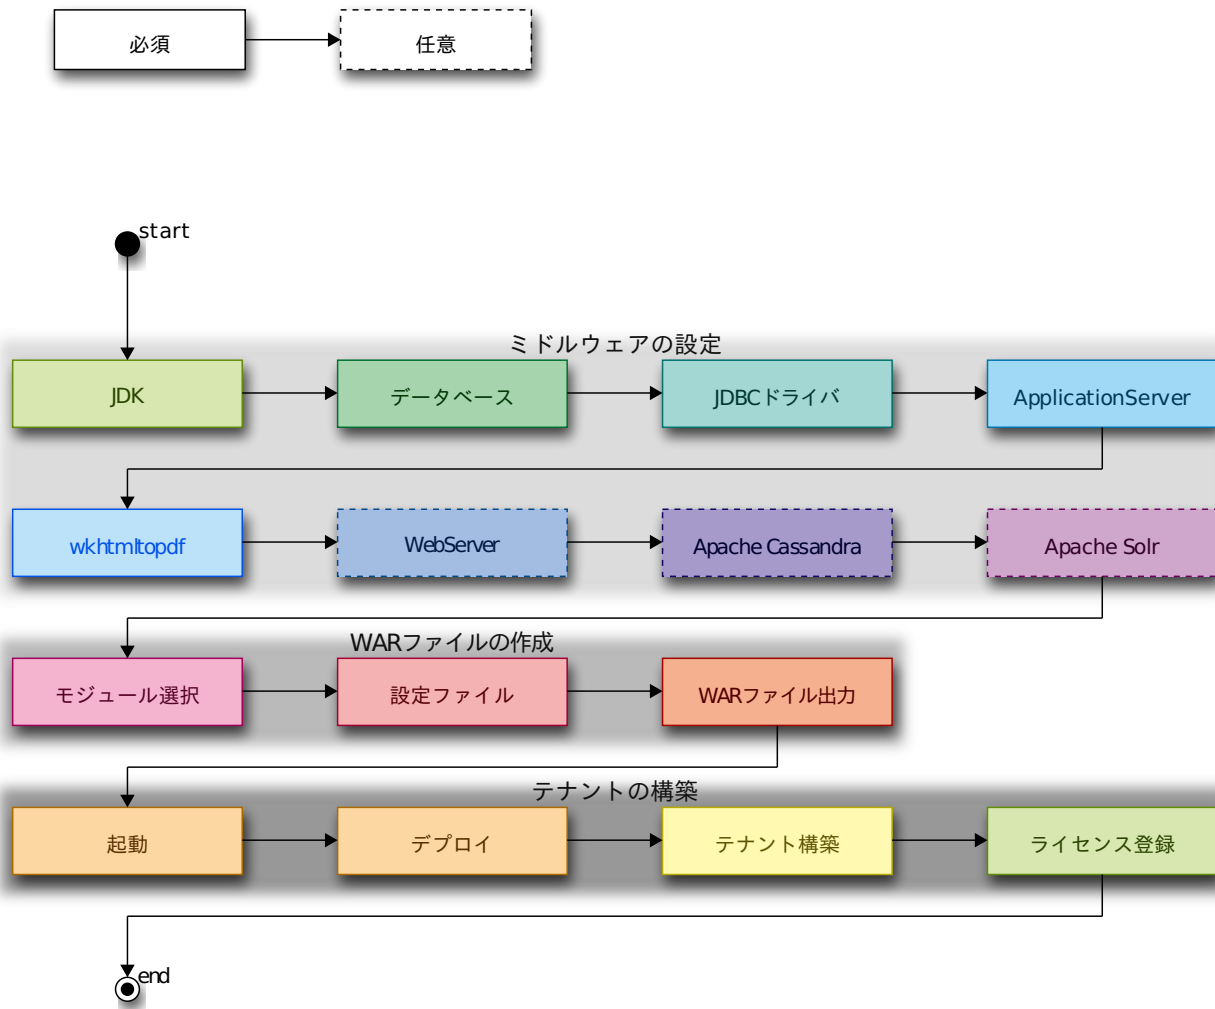 必須
任意
start
ミドルウェアの設定
JDK
データベース
JDBCドライバ
ApplicationServer
wkhtmltopdf
WebServer
Apache Cassandra
Apache Solr
WARファイルの作成
モジュール選択
設定ファイル
WARファイル出力
テナントの構築
起動
デプロイ
テナント構築
ライセンス登録
end